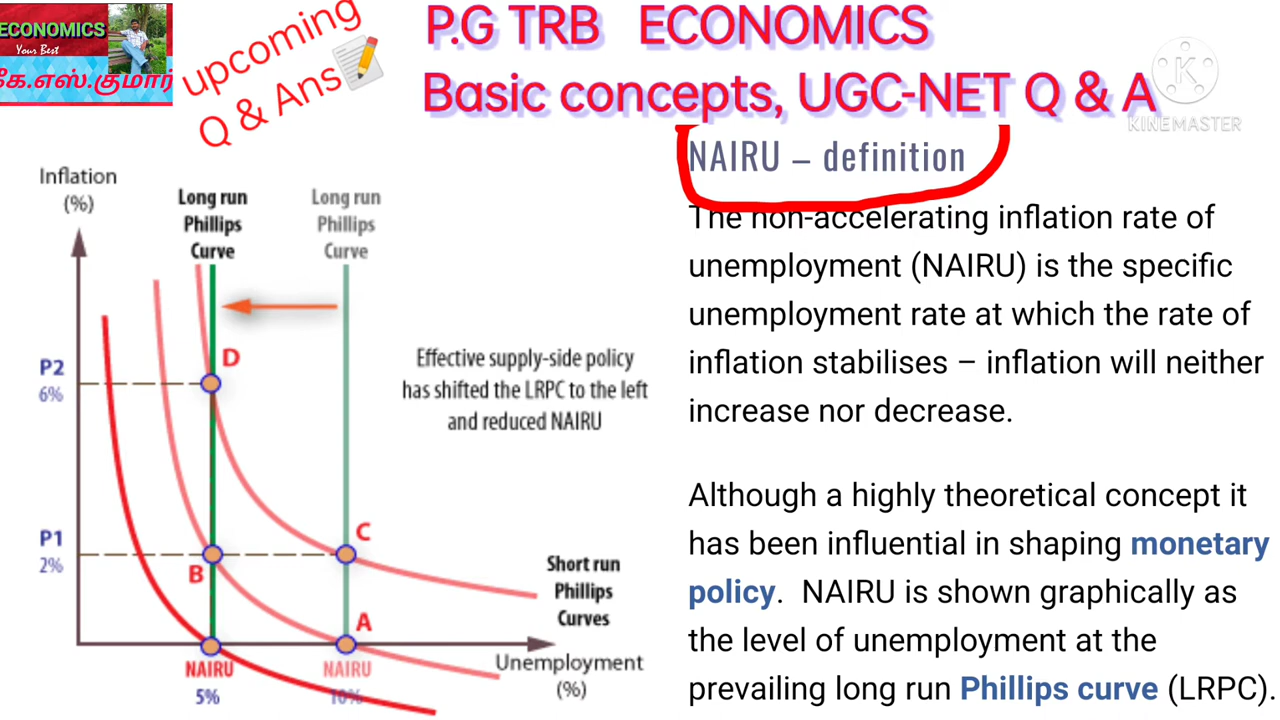 ECONOMICS
Your Best
கே.எஸ்.குமார்
upcoming
Q & Ans
P.G TRB ECONOMICS
Basic concepts, UGC-NET Q & A
K
KINEMASTER
NAIRU – definition
The non-accelerating inflation rate of
unemployment (NAIRU) is the specific
unemployment rate at which the rate of
inflation stabilises – inflation will neither
increase nor decrease.
Although a highly theoretical concept it
has been influential in shaping monetary
policy. NAIRU is shown graphically as
the level of unemployment at the
prevailing long run Phillips curve (LRPC).
Inflation
(%)
Long run
Phillips
Curve
Long run
Phillips
Curve
D
P2
6%
Effective supply-side policy
has shifted the LRPC to the left
and reduced NAIRU
P1
2%
C
B
Short run
Phillips
Curves
A
NAIRU
5%
NAIRU
10%
Unemployment
(%)